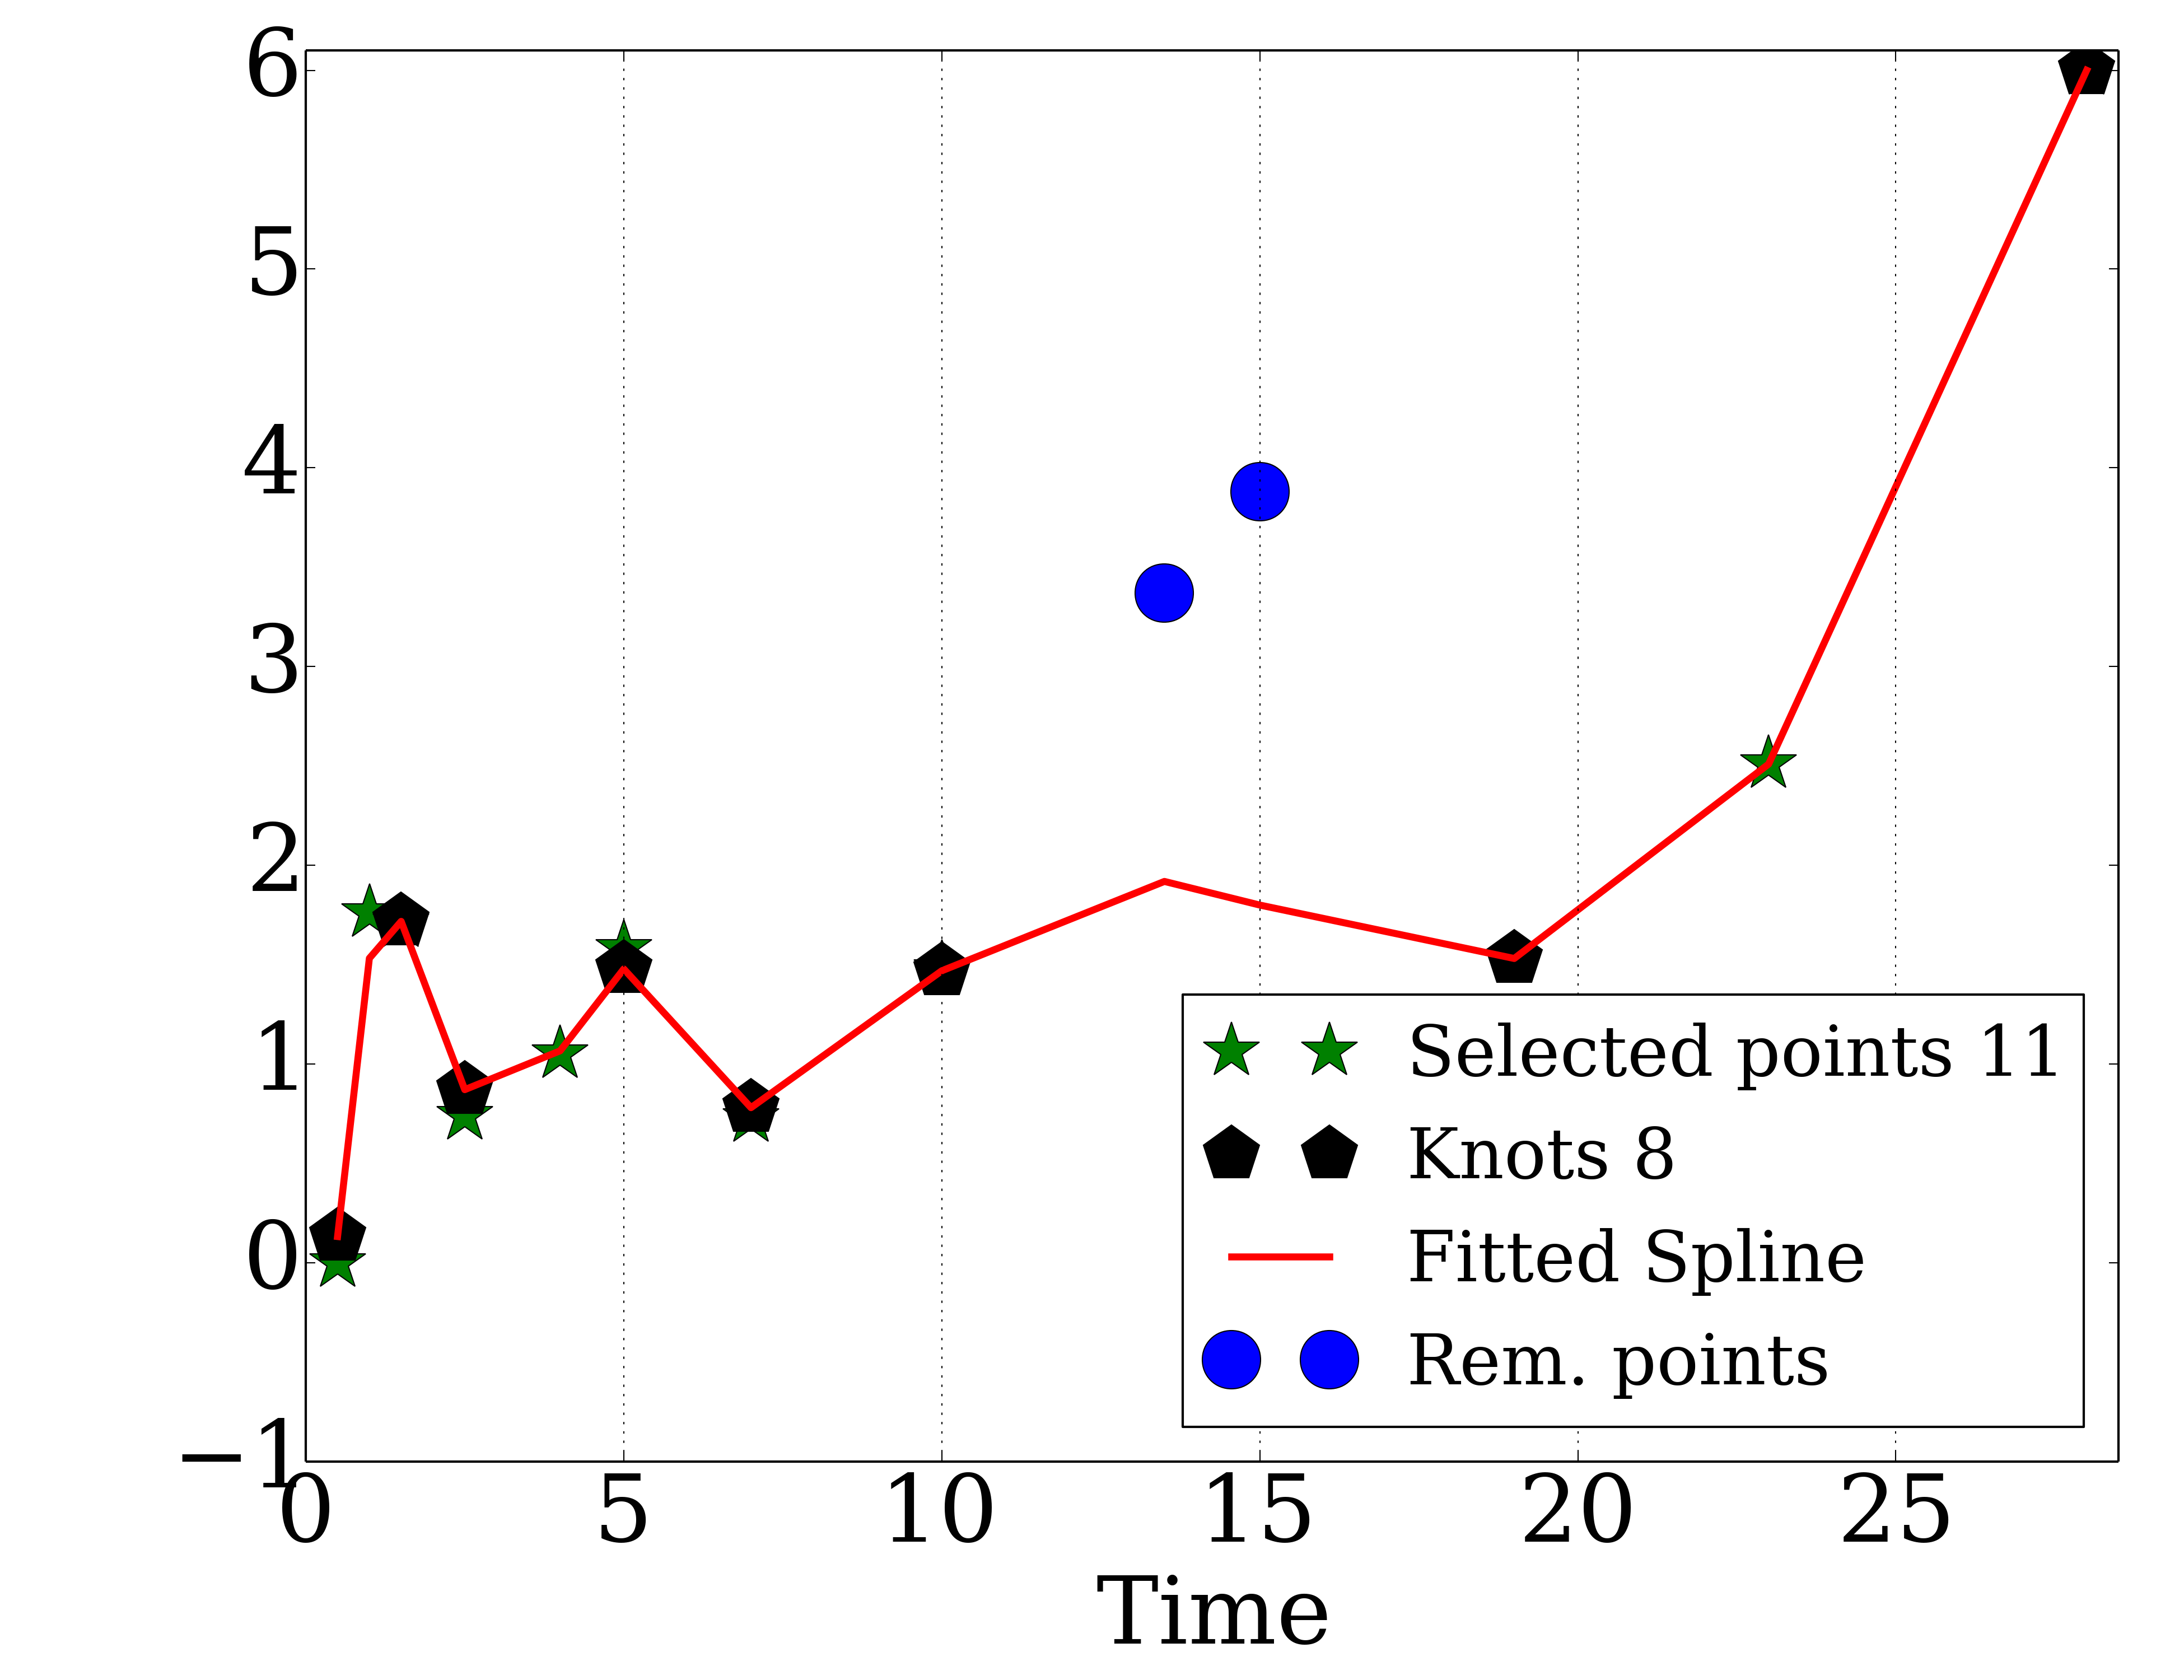 6
5
4
3
2
1
0
−1
0 5 10 15 20 25
Time
Selected points 11
Knots 8
Fitted Spline
Rem. points